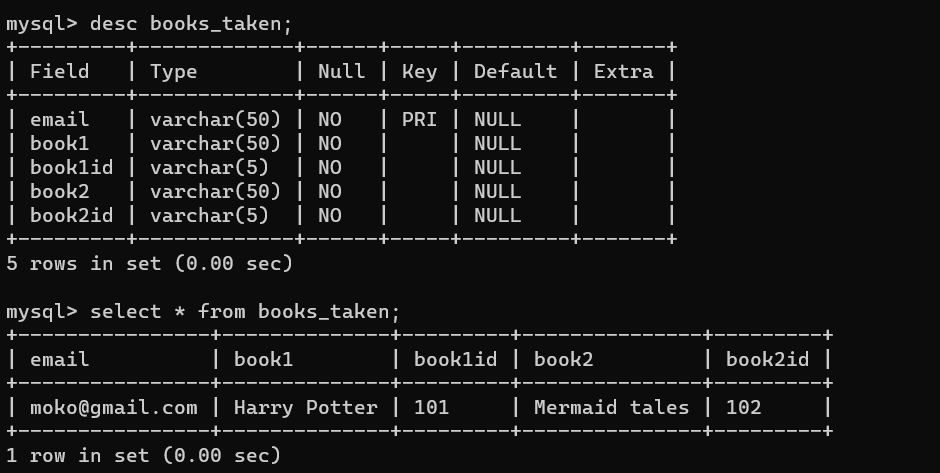 mysql> desc books_taken;
+---------+-------------+------+-----+---------+-------+
| Field   | Type        | Null | Key | Default | Extra |
+---------+-------------+------+-----+---------+-------+
| email   | varchar(50) | NO   | PRI | NULL    |       |
| book1   | varchar(50) | NO   |     | NULL    |       |
| book1id | varchar(5)  | NO   |     | NULL    |       |
| book2   | varchar(50) | NO   |     | NULL    |       |
| book2id | varchar(5)  | NO   |     | NULL    |       |
+---------+-------------+------+-----+---------+-------+
5 rows in set (0.00 sec)

mysql> select * from books_taken;
+----------------+--------------+---------+---------------+---------+
| email          | book1        | book1id | book2         | book2id |
+----------------+--------------+---------+---------------+---------+
| moko@gmail.com | Harry Potter | 101     | Mermaid tales | 102     |
+----------------+--------------+---------+---------------+---------+
1 row in set (0.00 sec)